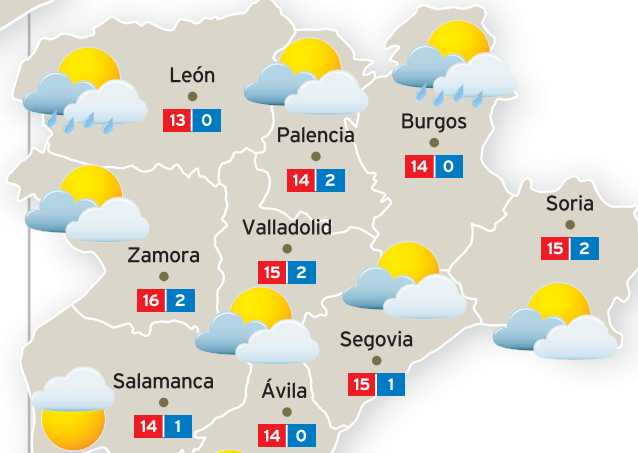 León
13 0
Palencia
14 2
Burgos
14 0
Soria
15 2
Valladolid
15 2
Zamora
16 2
Segovia
15 1
Salamanca
14 1
Ávila
14 0